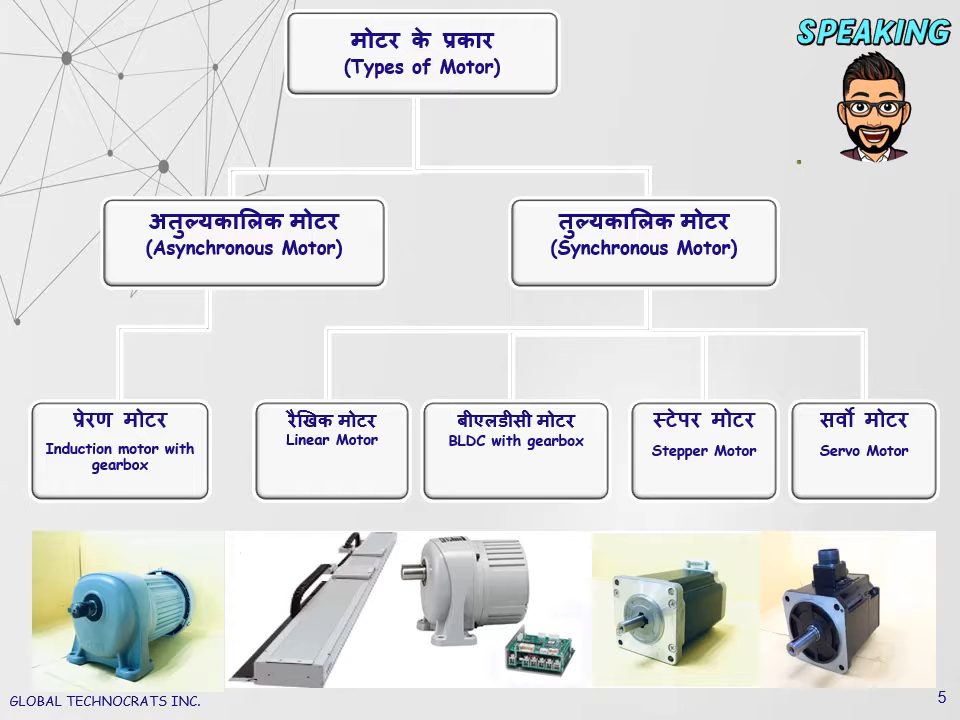 मोटर के प्रकार
(Types of Motor)
SPEAKING
अतुल्यकालिक मोटर
(Asynchronous Motor)
तुल्यकालिक मोटर
(Synchronous Motor)
प्रेरण मोटर
Induction motor with
gearbox
रैखिक मोटर
Linear Motor
बीएलडीसी मोटर
BLDC with gearbox
स्टेपर मोटर
Stepper Motor
सर्वो मोटर
Servo Motor
GLOBAL TECHNOCRATS INC.
5